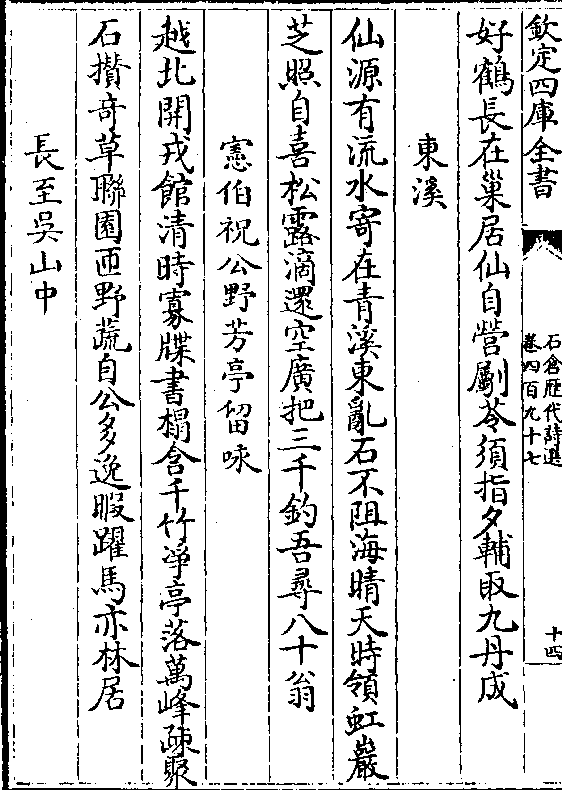 欽定四庫全書
石倉歴代詩選
卷四百九十七
十四
好鶴長在巢居仙自營劚苓須指夕輔取九丹成
東溪
仙源有流水寄在青溪東亂石不阻海晴天時領虹巖
芝照自喜松露滴還空廣把三千釣吾尋八十翁
憲伯祝公野芳亭留咏
越北開戎館清時寡牒書榻含千竹淨亭落萬峰疎聚
石攢奇草聯園匝野蔬自公多逸暇躍馬亦林居
長至吳山中